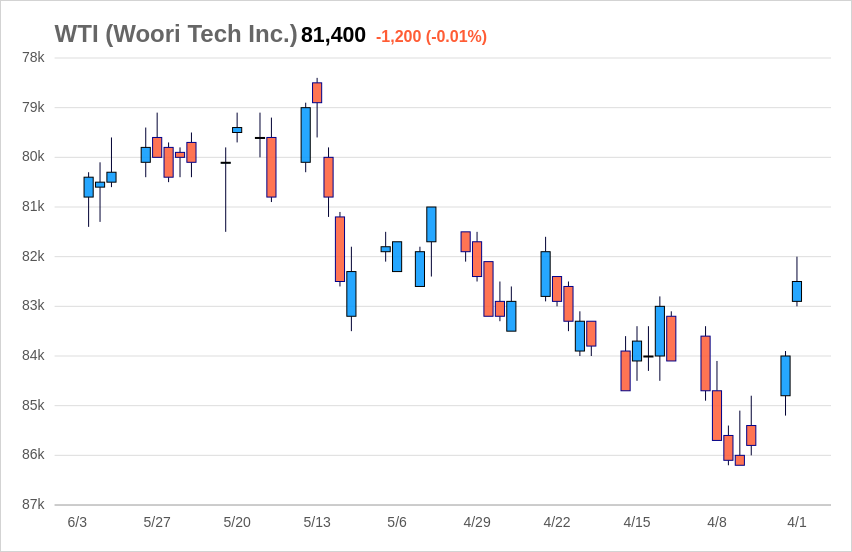 WTI (Woori Tech Inc.) 81,400 -1,200 (-0.01%)
78k
79k
80k
81k
82k
83k
84k
85k
86k
87k
6/3 5/27 5/20 5/13 5/6 4/29 4/22 4/15 4/8 4/1